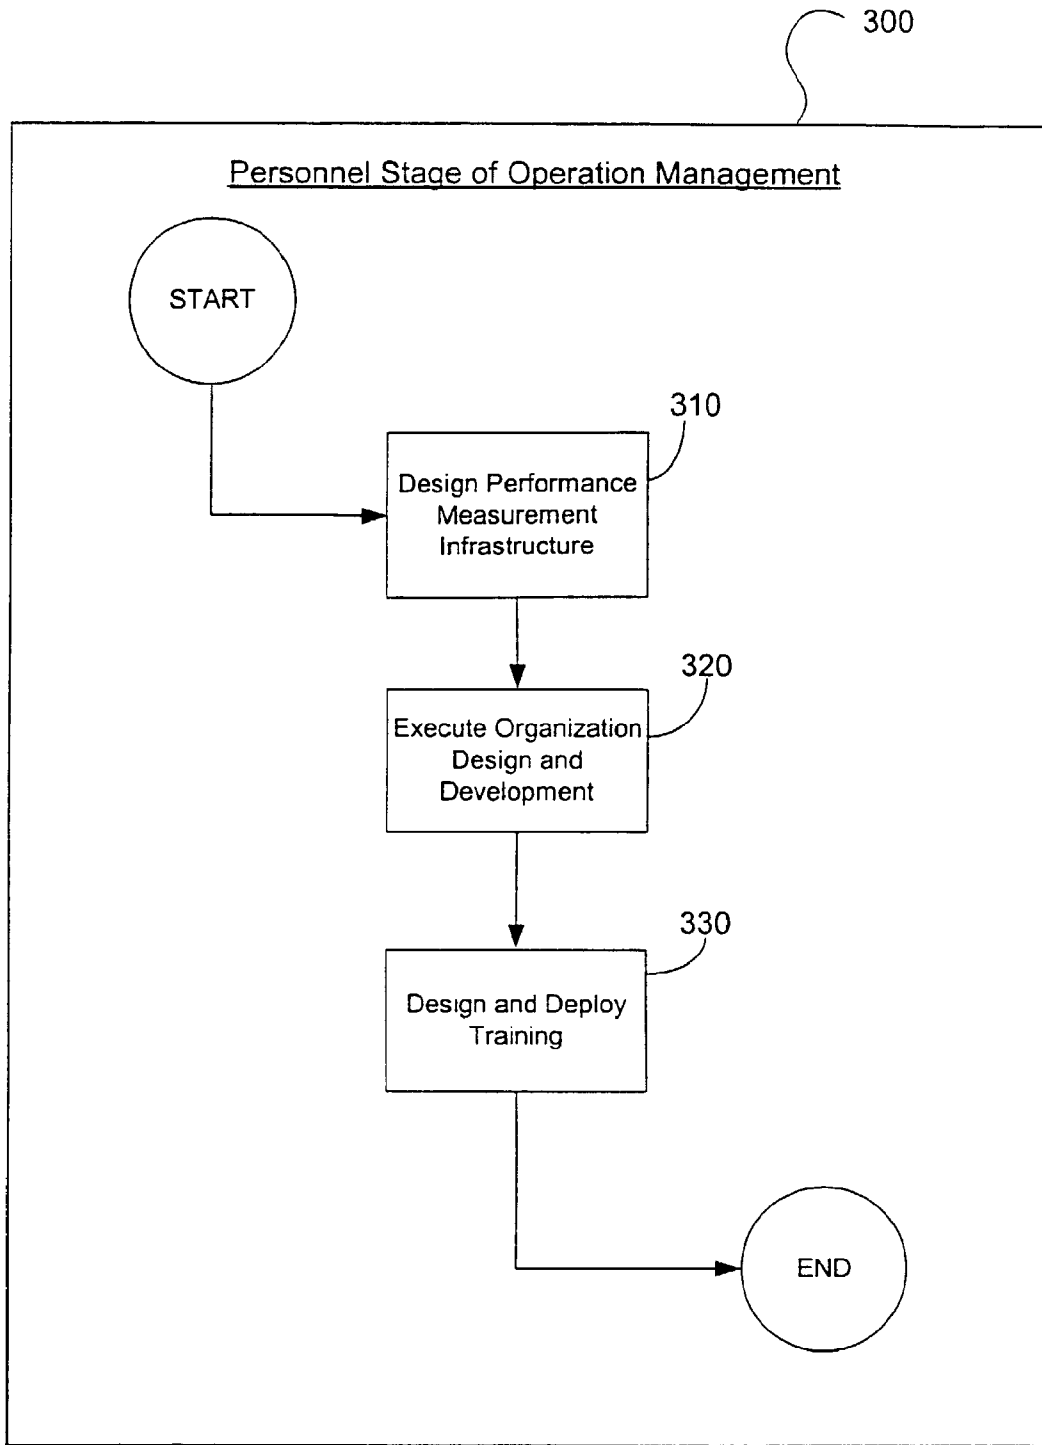 300
Personnel Stage of Operation Management
START
310
Design Performance
Measurement
Infrastructure
320
Execute Organization
Design and
Development
330
Design and Deploy
Training
END